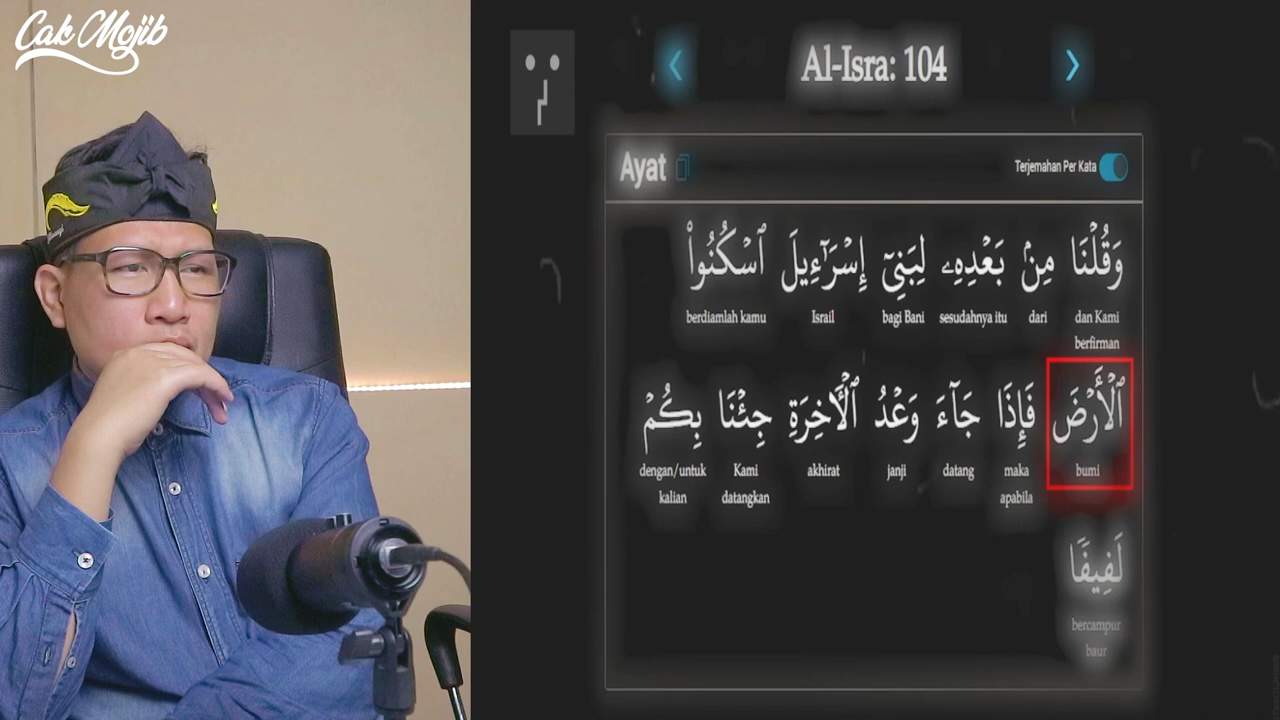 Cak Mojib
Al-Isra: 104
Ayat
Terjemahan Per Kata
وَقُلْنَا مِنۢ بَعْدِهِۦ لِبَنِىٓ إِسْرَٰٓءِيلَ ٱسْكُنُوا۟
dan Kami berfirman
dari
sesudahnya itu
bagi Bani
Israil
berdiamlah kamu
ٱلْأَرْضَ فَإِذَا جَآءَ وَعْدُ ٱلْأَاخِرَةِ جِئْنَا بِكُمْ
bumi
maka apabila
datang
janji
akhirat
Kami datangkan
dengan/untuk kalian
لَفِيفًا
bercampur baur